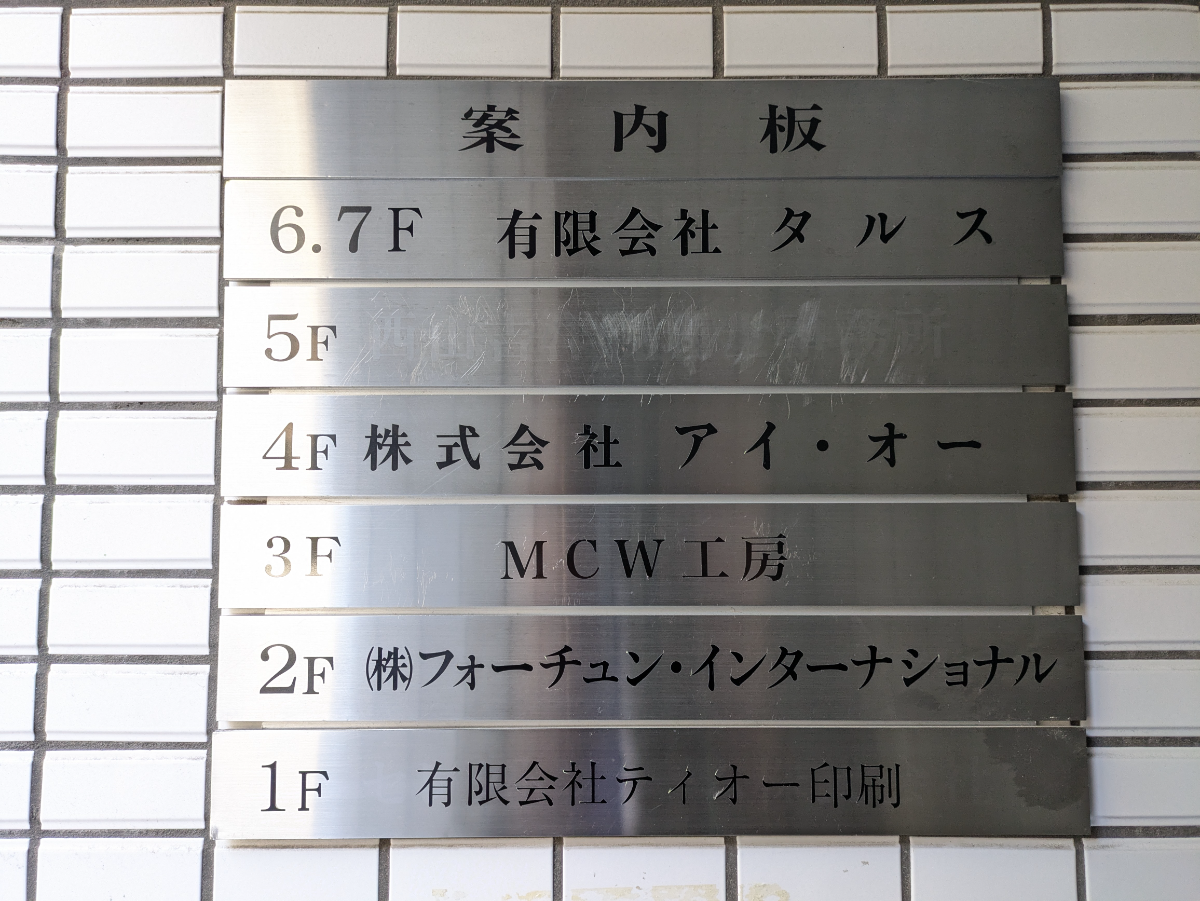 案内板
6.7F 有限会社 タルス
5F
4F 株式会社 アイ・オー
3F MCW工房
2F ㈱フォーチュン・インターナショナル
1F 有限会社ティオー印刷